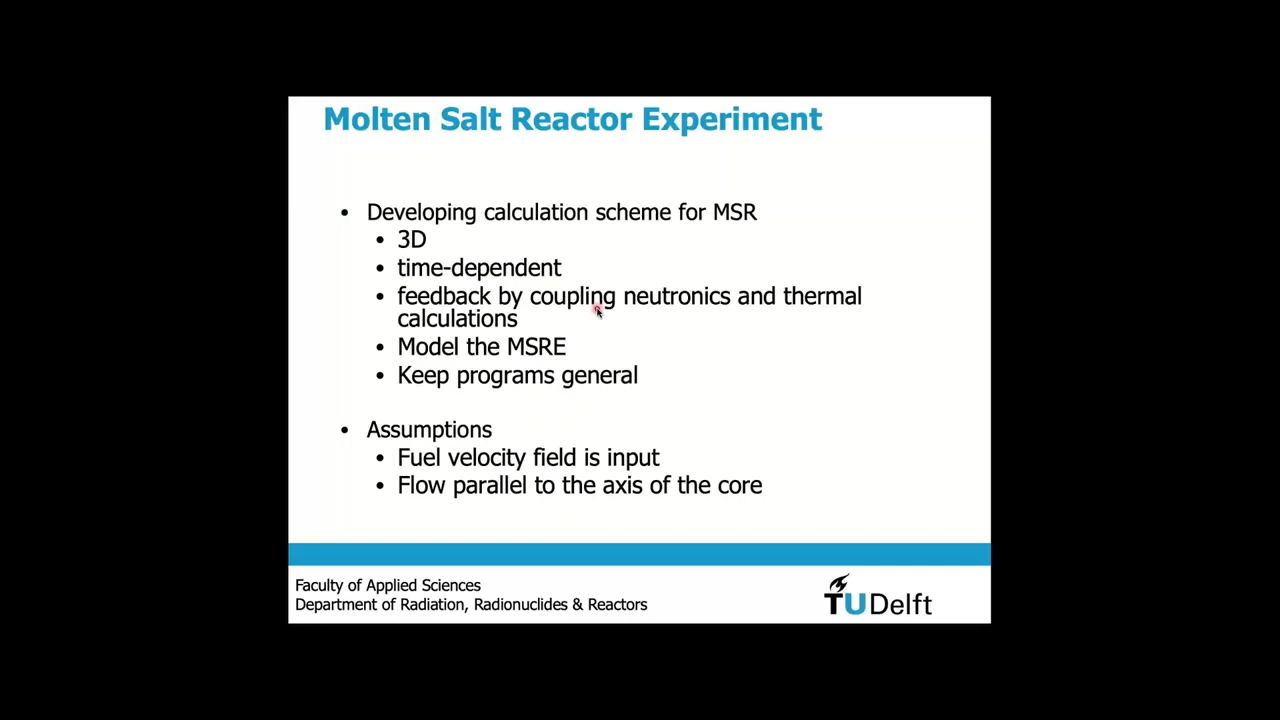 Molten Salt Reactor Experiment
• Developing calculation scheme for MSR
• 3D
• time-dependent
• feedback by coupling neutronics and thermal
calculations
• Model the MSRE
• Keep programs general
• Assumptions
• Fuel velocity field is input
• Flow parallel to the axis of the core
Faculty of Applied Sciences
Department of Radiation, Radionuclides & Reactors
TUDelft